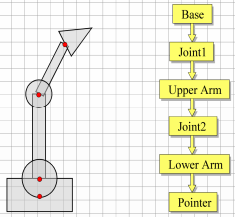 Base
Joint1
Upper Arm
Joint2
Lower Arm
Pointer